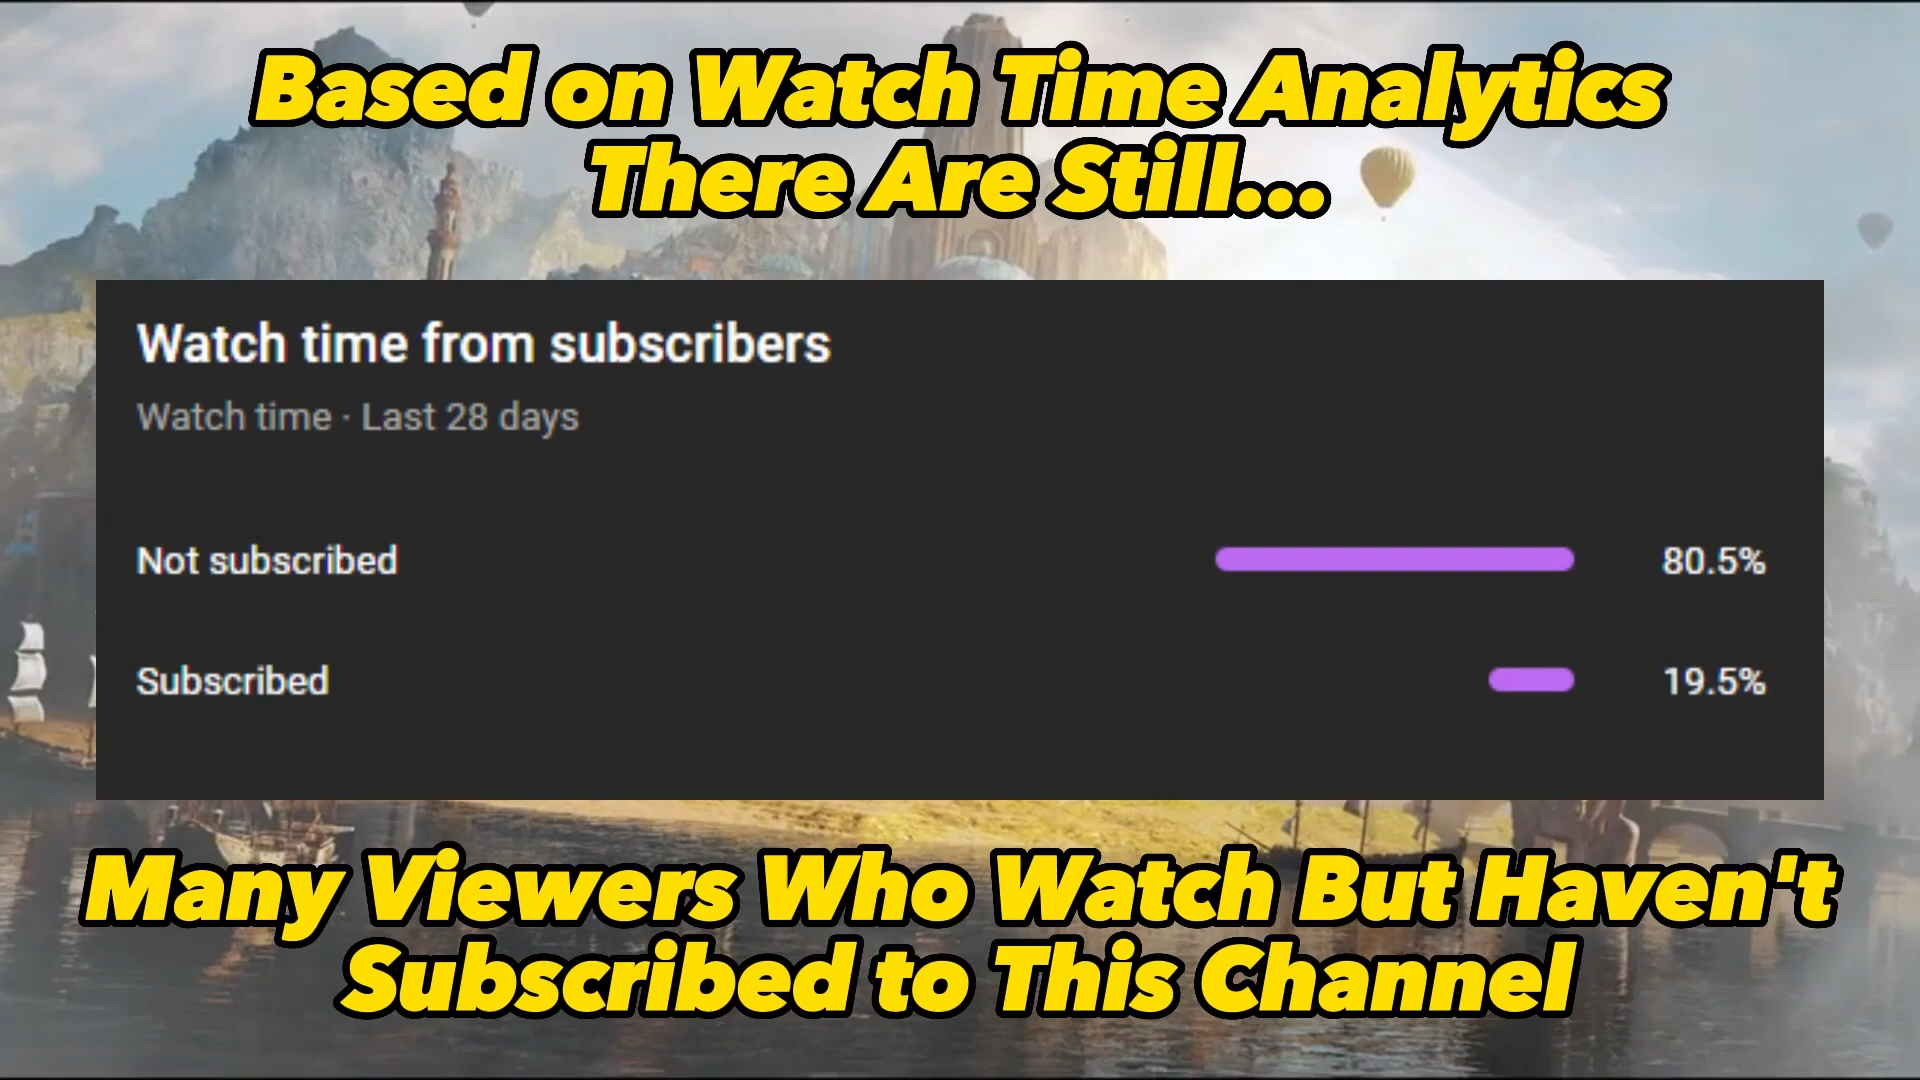 Based on Watch Time Analytics
There Are Still...
Watch time from subscribers
Watch time · Last 28 days
Not subscribed 80.5%
Subscribed 19.5%
Many Viewers Who Watch But Haven't
Subscribed to This Channel